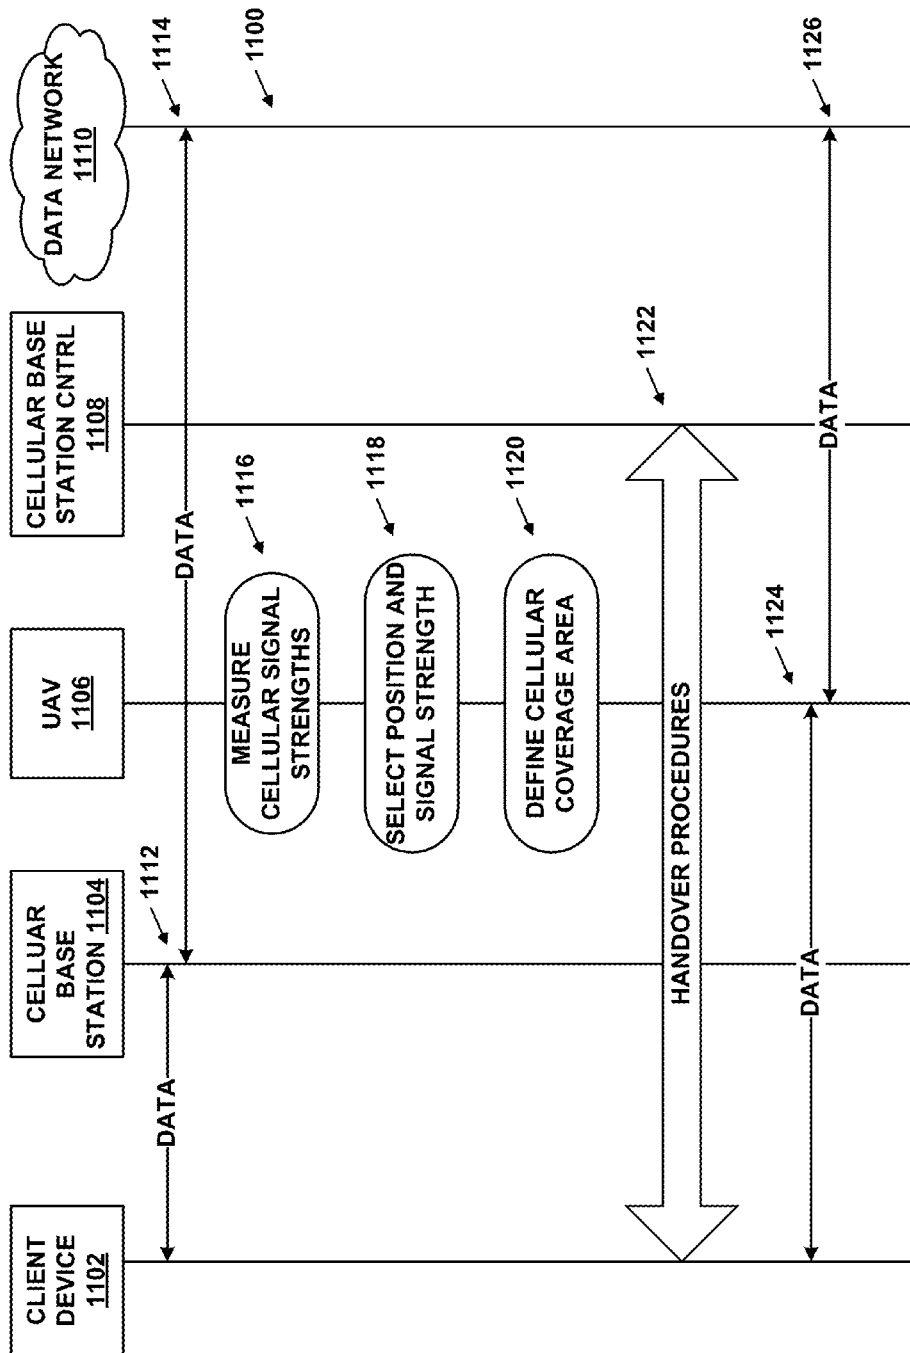 CLIENT
DEVICE
1102
CELLUAR
BASE
STATION 1104
UAV
1106
CELLULAR BASE
STATION CNTRL
1108
DATA NETWORK
1110
1112
DATA
1114
DATA
1100
1116
MEASURE
CELLULAR SIGNAL
STRENGTHS
1118
SELECT POSITION AND
SIGNAL STRENGTH
1120
DEFINE CELLULAR
COVERAGE AREA
1122
HANDOVER PROCEDURES
1124
DATA
1126
DATA